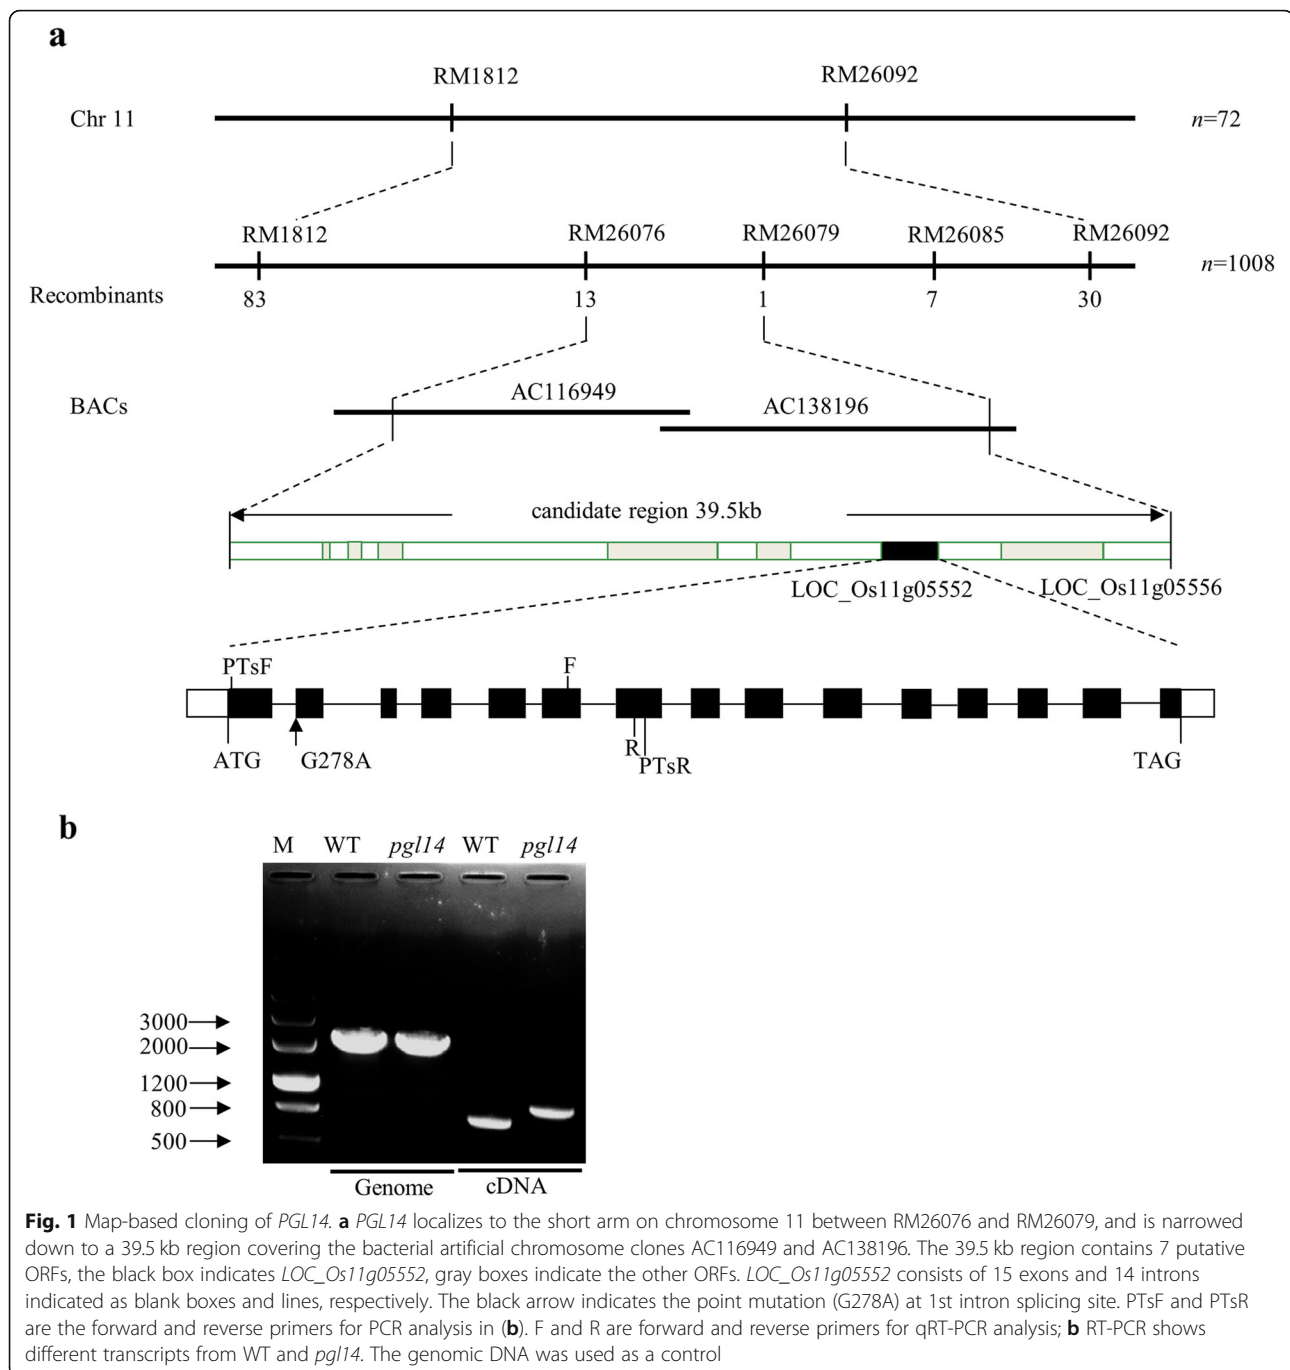 a
RM1812 RM26092
Chr 11 n=72
RM1812 RM26076 RM26079 RM26085 RM26092
n=1008
Recombinants 83 13 1 7 30
BACs AC116949
AC138196
candidate region 39.5kb
LOC_Os11g05552 LOC_Os11g05556
PTsF F
ATG G278A R PTsR TAG
b
M WT pgl14 WT pgl14
3000
2000
1200
800
500
Genome cDNA
Fig. 1 Map-based cloning of PGL14. a PGL14 localizes to the short arm on chromosome 11 between RM26076 and RM26079, and is narrowed
down to a 39.5 kb region covering the bacterial artificial chromosome clones AC116949 and AC138196. The 39.5 kb region contains 7 putative
ORFs, the black box indicates LOC_Os11g05552, gray boxes indicate the other ORFs. LOC_Os11g05552 consists of 15 exons and 14 introns
indicated as blank boxes and lines, respectively. The black arrow indicates the point mutation (G278A) at 1st intron splicing site. PTsF and PTsR
are the forward and reverse primers for PCR analysis in (b). F and R are forward and reverse primers for qRT-PCR analysis; b RT-PCR shows
different transcripts from WT and pgl14. The genomic DNA was used as a control